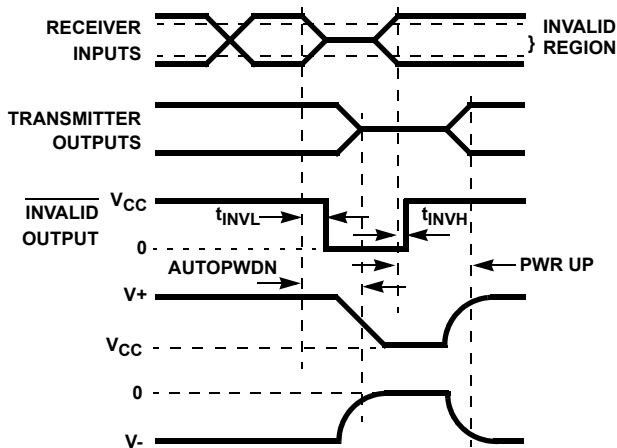 RECEIVER
INPUTS
INVALID
} REGION
TRANSMITTER
OUTPUTS
INVALID
OUTPUT
VCC
0
tINVL
tINVH
AUTOPWDN
PWR UP
V+
VCC
0
V-